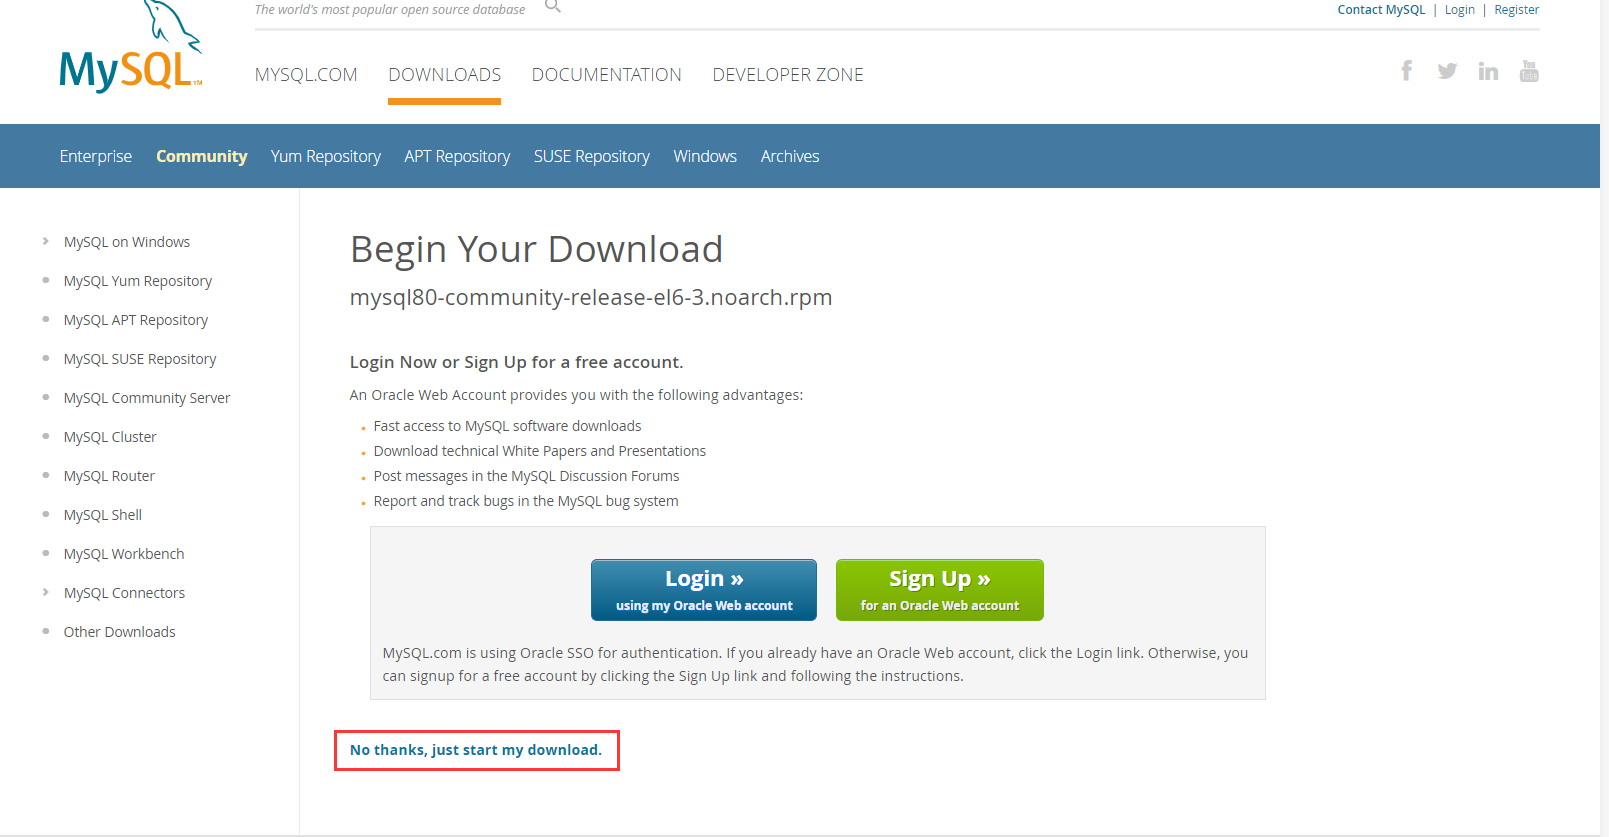 The world's most popular open source database
Contact MySQL | Login | Register
MySQL™
MYSQL.COM DOWNLOADS DOCUMENTATION DEVELOPER ZONE
You Tube
Enterprise Community Yum Repository APT Repository SUSE Repository Windows Archives
MySQL on Windows
MySQL Yum Repository
MySQL APT Repository
MySQL SUSE Repository
MySQL Community Server
MySQL Cluster
MySQL Router
MySQL Shell
MySQL Workbench
MySQL Connectors
Other Downloads
Begin Your Download
mysql80-community-release-el6-3.noarch.rpm
Login Now or Sign Up for a free account.
An Oracle Web Account provides you with the following advantages:
Fast access to MySQL software downloads
Download technical White Papers and Presentations
Post messages in the MySQL Discussion Forums
Report and track bugs in the MySQL bug system
Login »
using my Oracle Web account
Sign Up »
for an Oracle Web account
MySQL.com is using Oracle SSO for authentication. If you already have an Oracle Web account, click the Login link. Otherwise, you
can signup for a free account by clicking the Sign Up link and following the instructions.
No thanks, just start my download.